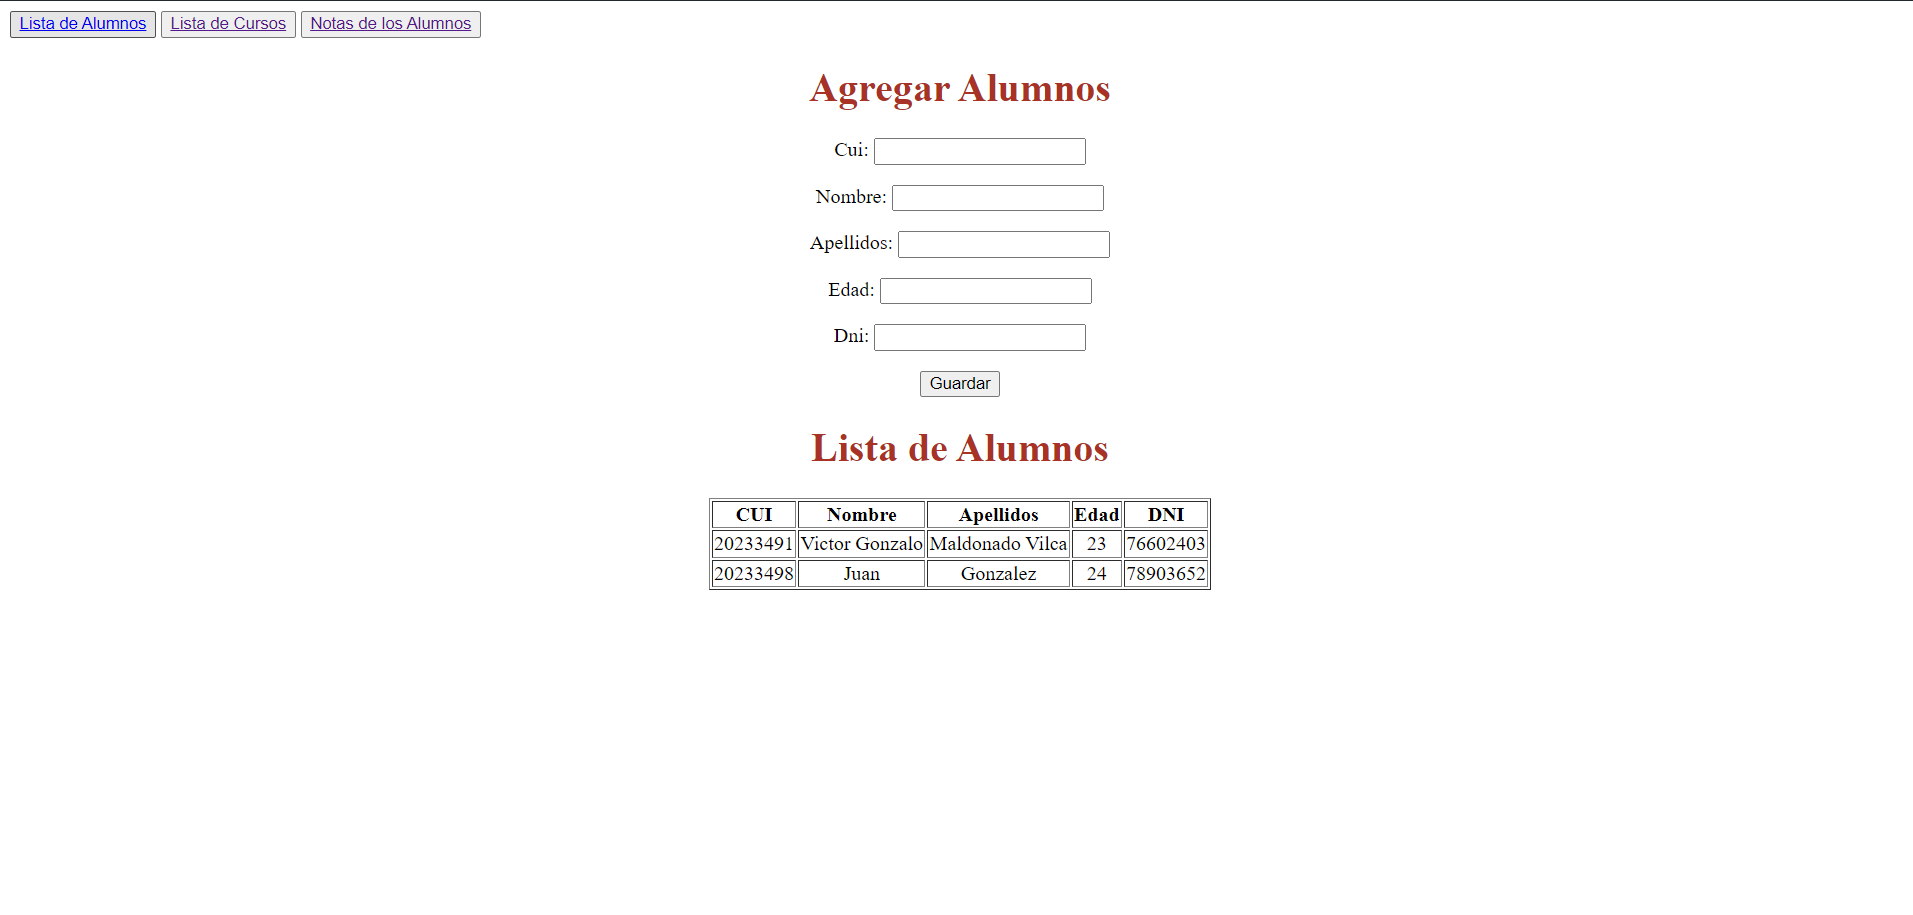 Lista de Alumnos Lista de Cursos Notas de los Alumnos
Agregar Alumnos
Cui:
Nombre:
Apellidos:
Edad:
Dni:
Guardar
Lista de Alumnos
CUI Nombre Apellidos Edad DNI
20233491 Victor Gonzalo Maldonado Vilca 23 76602403
20233498 Juan Gonzalez 24 78903652